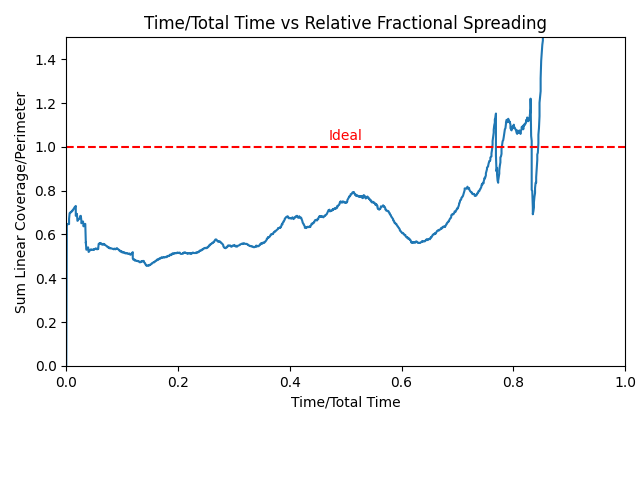 Time/Total Time vs Relative Fractional Spreading
1.4
1.2
1.0
0.8
0.6
0.4
0.2
0.0
Sum Linear Coverage/Perimeter
Ideal
0.0 0.2 0.4 0.6 0.8 1.0
Time/Total Time